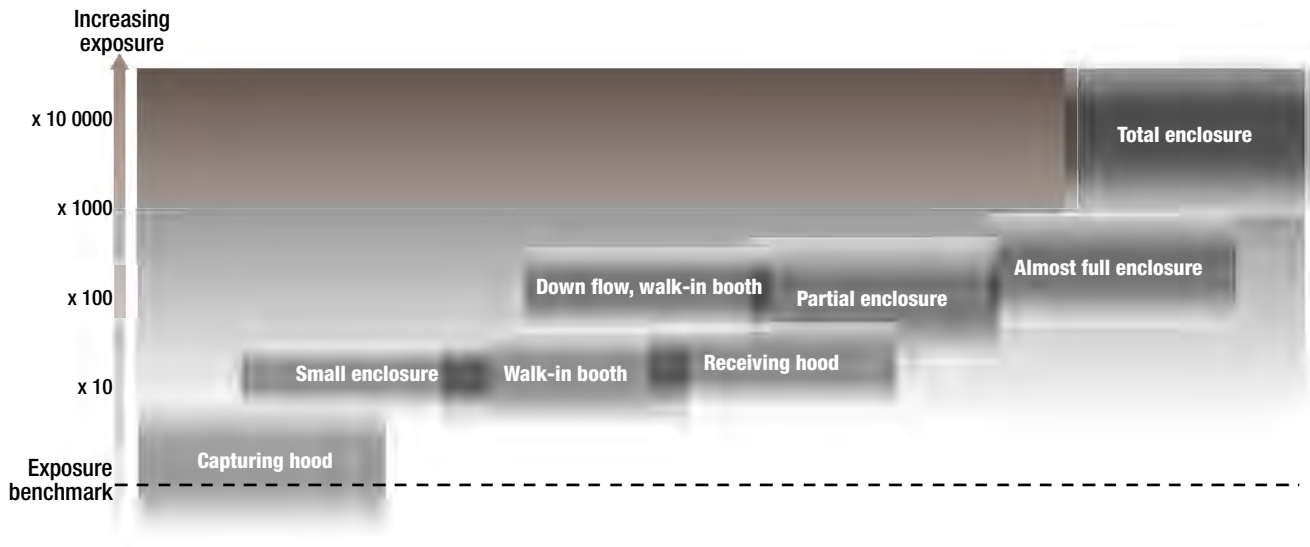 Increasing
exposure
x 10 0000
Total enclosure
x 1000
Almost full enclosure
Down flow, walk-in booth
x 100
Partial enclosure
Receiving hood
Small enclosure
Walk-in booth
x 10
Capturing hood
Exposure
benchmark